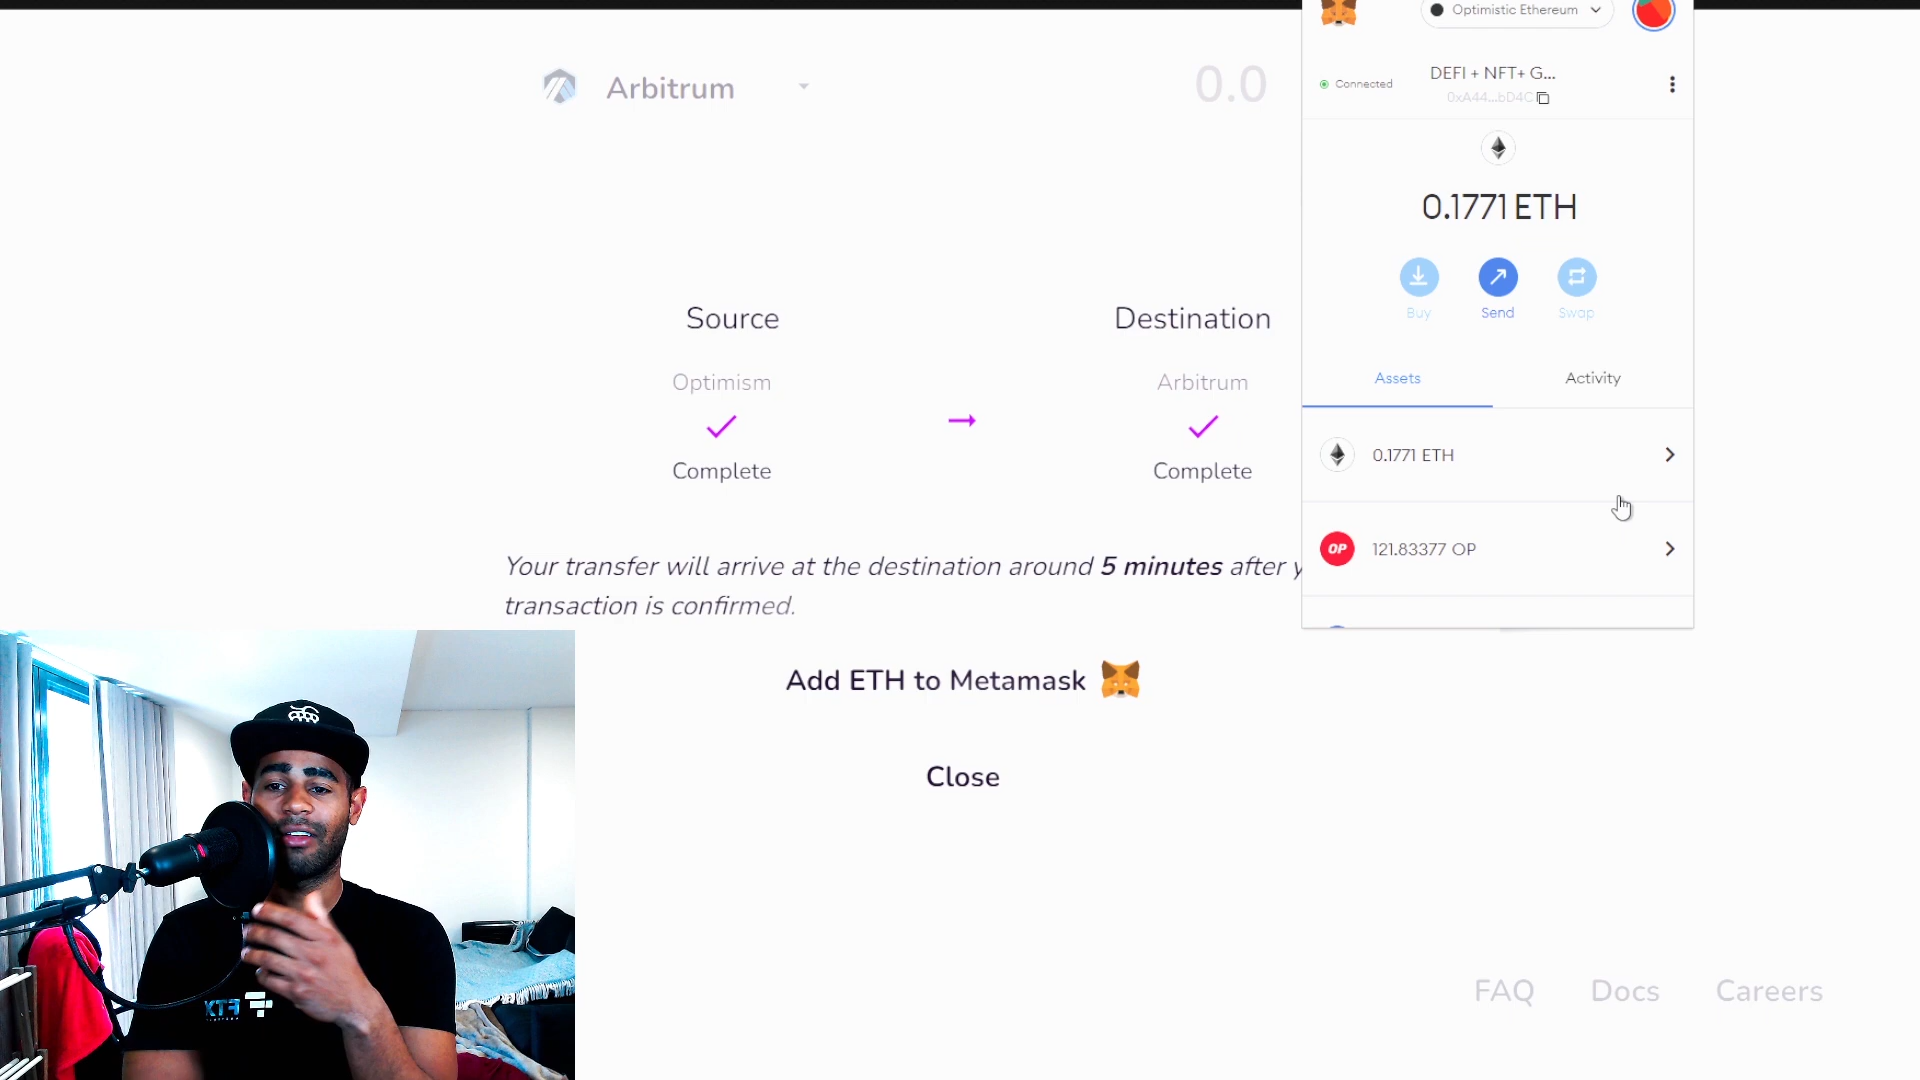 Optimistic Ethereum
Arbitrum
0.0
Connected
DEFI + NFT+ G...
0xA44...bD4C
0.1771 ETH
Buy
Send
Swap
Source
Destination
Assets
Activity
Optimism
Arbitrum
Complete
Complete
0.1771 ETH
OP
121.83377 OP
Your transfer will arrive at the destination around 5 minutes after y
transaction is confirmed.
Add ETH to Metamask
Close
FAQ
Docs
Careers